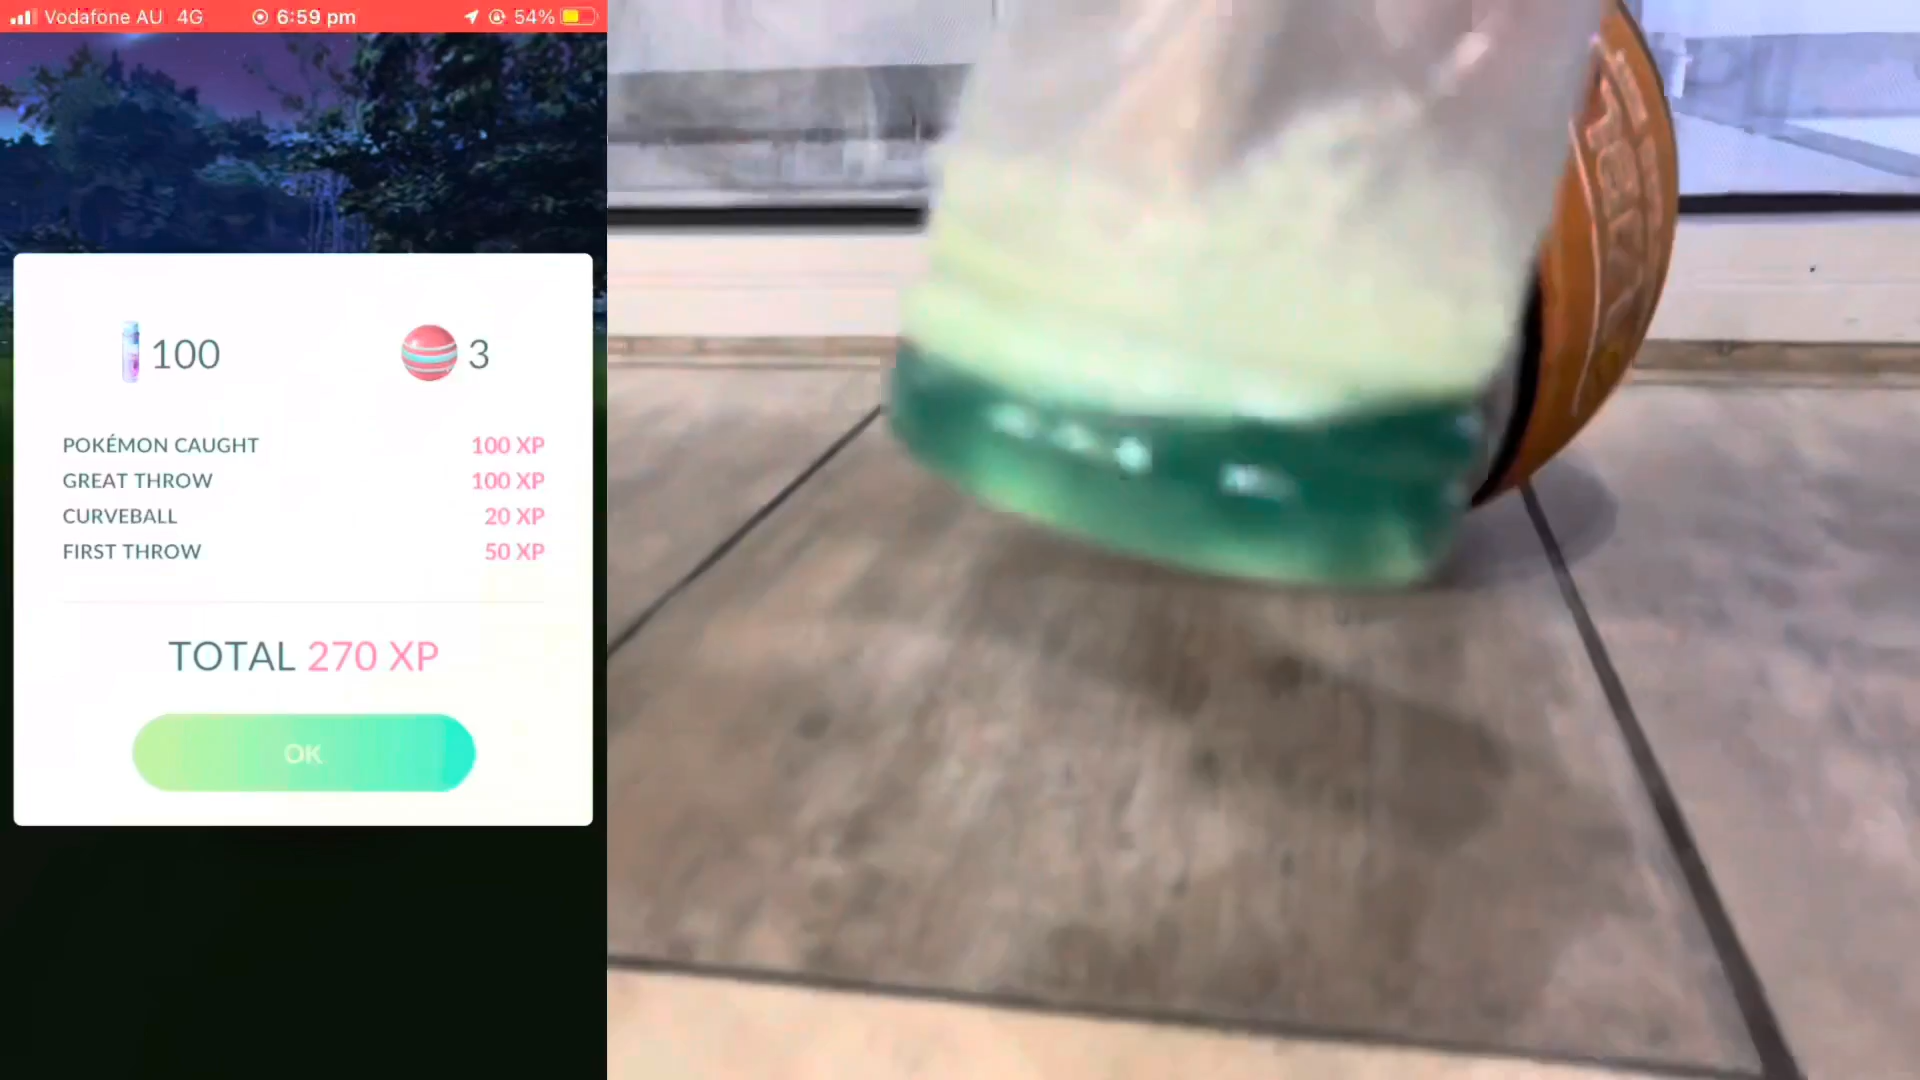 Vodafone AU 4G 6:59 pm 54%
100 3
POKÉMON CAUGHT 100 XP
GREAT THROW 100 XP
CURVEBALL 20 XP
FIRST THROW 50 XP
TOTAL 270 XP
OK